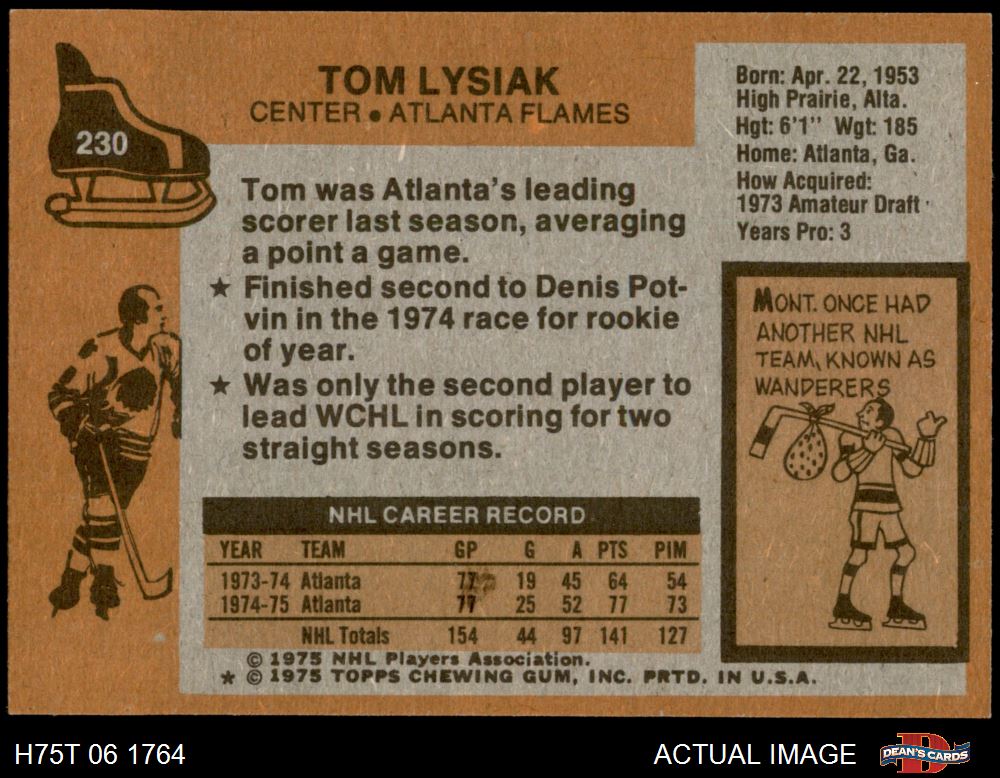 230
TOM LYSIAK
CENTER • ATLANTA FLAMES
Born: Apr. 22, 1953
High Prairie, Alta.
Hgt: 6'1" Wgt: 185
Home: Atlanta, Ga.
How Acquired:
1973 Amateur Draft
Years Pro: 3
Tom was Atlanta's leading
scorer last season, averaging
a point a game.
★ Finished second to Denis Pot-
vin in the 1974 race for rookie
of year.
★ Was only the second player to
lead WCHL in scoring for two
straight seasons.
MONT. ONCE HAD
ANOTHER NHL
TEAM, KNOWN AS
WANDERERS
NHL CAREER RECORD
YEAR TEAM GP G A PTS PIM
1973-74 Atlanta 77 19 45 64 54
1974-75 Atlanta 77 25 52 77 73
NHL Totals 154 44 97 141 127
© 1975 NHL Players Association.
★ © 1975 TOPPS CHEWING GUM, INC. PRTD. IN U.S.A.
H75T 06 1764
ACTUAL IMAGE
D
DEAN'S CARDS